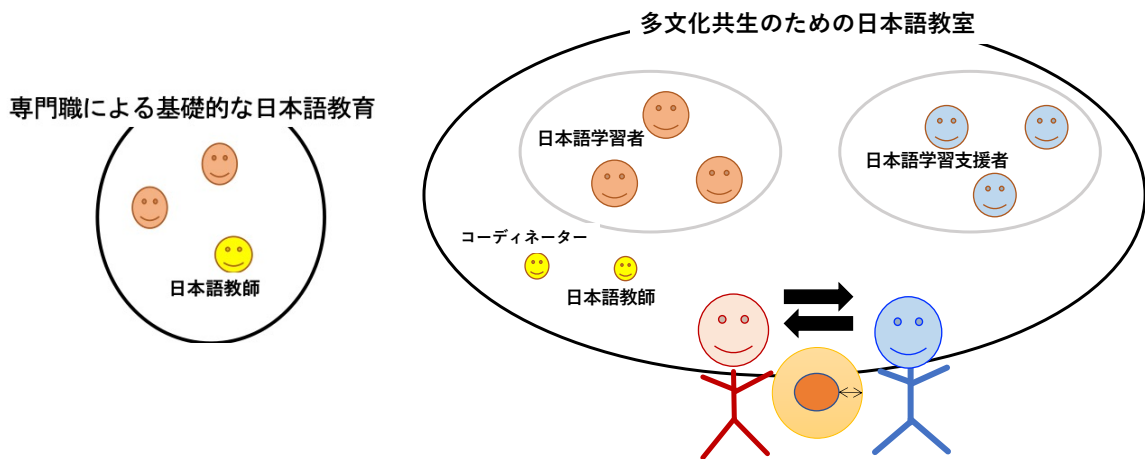 多文化共生のための日本語教室
専門職による基礎的な日本語教育
日本語学習者
日本語学習支援者
コーディネーター
日本語教師
日本語教師